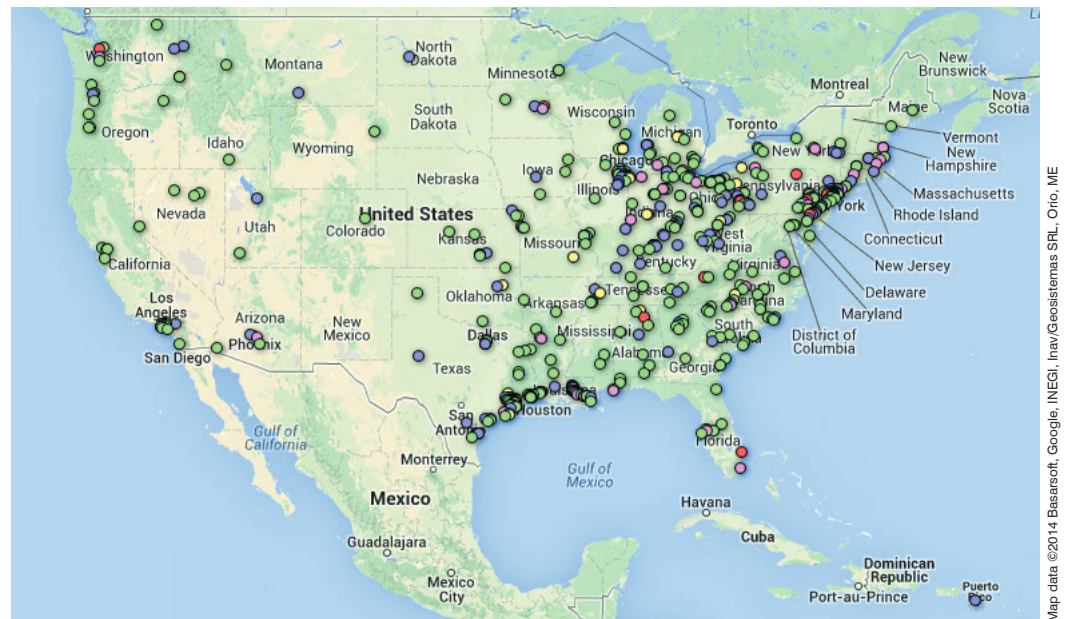 North
Dakota
Washington
Montana
Minnesota
New
Brunswick
Montreal
Nova
Scotia
Maine
South
Dakota
Wisconsin
Toronto
Michigan
Oregon
Vermont
Idaho
Wyoming
New York
New
Hampshire
Chicago
Iowa
Nebraska
Illinois
Ohio
Pennsylvania
Massachusetts
Nevada
United States
Indiana
York
Rhode Island
Utah
Colorado
Kansas
Missouri
West
Virginia
Connecticut
California
Kentucky
Virginia
New Jersey
Los
Angeles
Oklahoma
Arkansas
Tennessee
North
Carolina
Delaware
Maryland
Arizona
Phoenix
New
Mexico
Dallas
Mississippi
South
District of
Columbia
San Diego
Texas
Alabama
Georgia
Louisiana
Houston
San
Antonio
Gulf of
California
Florida
Monterrey
Gulf of
Mexico
Mexico
Havana
Cuba
Guadalajara
Dominican
Republic
Mexico
City
Port-au-Prince
Puerto
Rico
Map data ©2014 Basarsoft, Google, INEGI, Inav/Geosistemas SRL, Orio, ME